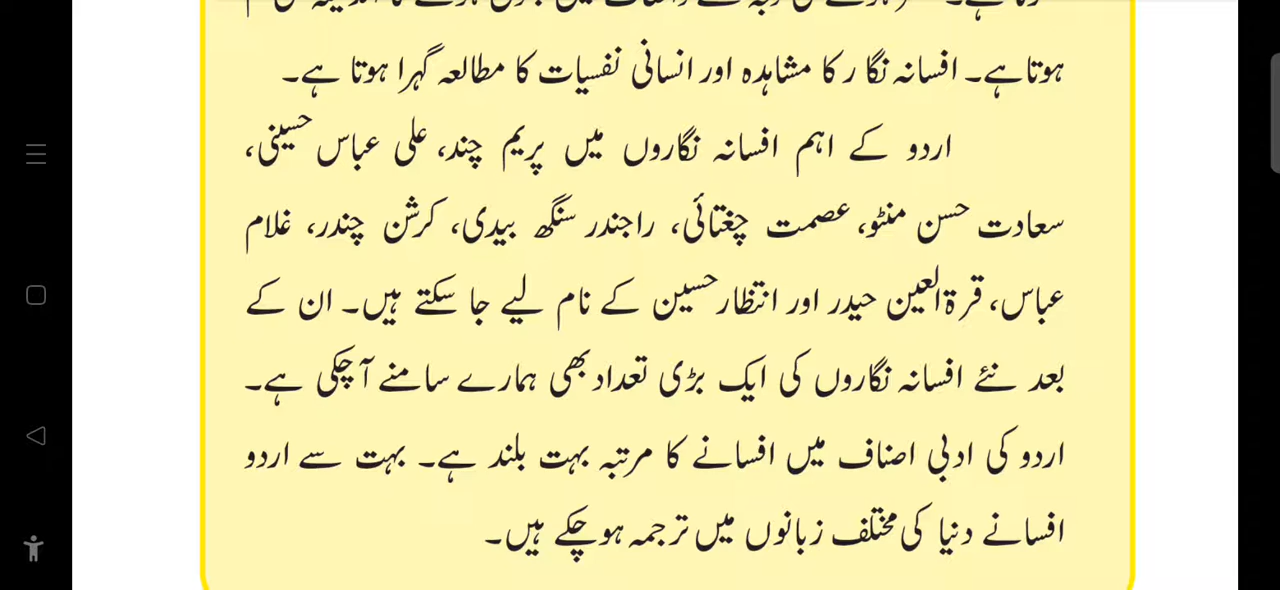 ہوتا ہے۔ افسانہ نگار کا مشاہدہ اور انسانی نفسیات کا مطالعہ گہرا ہوتا ہے۔
اردو کے اہم افسانہ نگاروں میں پریم چند، علی عباس حسینی،
سعادت حسن منٹو، عصمت چغتائی، راجندر سنگھ بیدی، کرشن چندر، غلام
عباس، قرۃ العین حیدر اور انتظار حسین کے نام لیے جا سکتے ہیں۔ ان کے
بعد نئے افسانہ نگاروں کی ایک بڑی تعداد بھی ہمارے سامنے آ چکی ہے۔
اردو کی ادبی اصناف میں افسانے کا مرتبہ بہت بلند ہے۔ بہت سے اردو
افسانے دنیا کی مختلف زبانوں میں ترجمہ ہو چکے ہیں۔